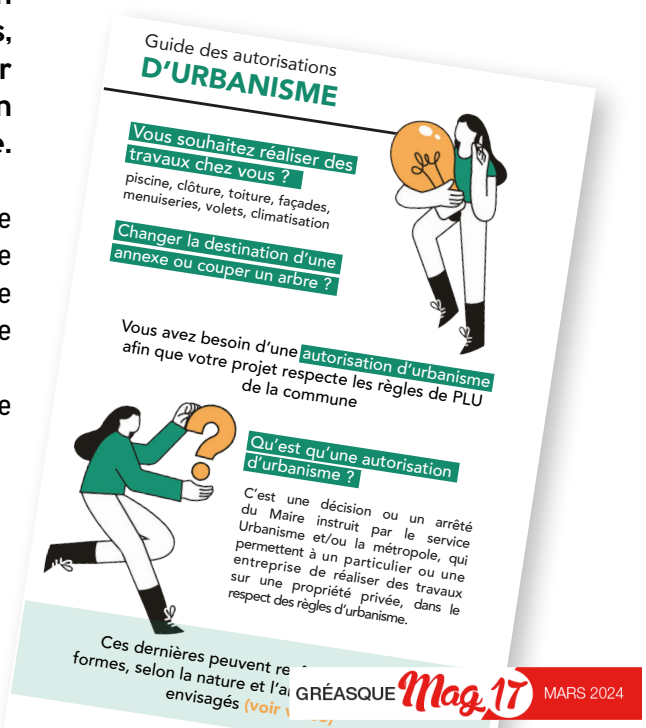 n
s,
r
n
e.
e
e
e
e
e
Guide des autorisations
D'URBANISME
Vous souhaitez réaliser des
travaux chez vous ?
piscine, clôture, toiture, façades,
menuiseries, volets, climatisation
Changer la destination d'une
annexe ou couper un arbre ?
Vous avez besoin d'une autorisation d'urbanisme
afin que votre projet respecte les règles de PLU
de la commune
Qu'est qu'une autorisation
d'urbanisme ?
C'est une décision ou un arrêté
du Maire instruit par le service
Urbanisme et/ou la métropole, qui
permettent à un particulier ou une
entreprise de réaliser des travaux
sur une propriété privée, dans le
respect des règles d'urbanisme.
Ces dernières peuvent
formes, selon la nature et
envisagés (voir
GRÉASQUE Mag 17 MARS 2024